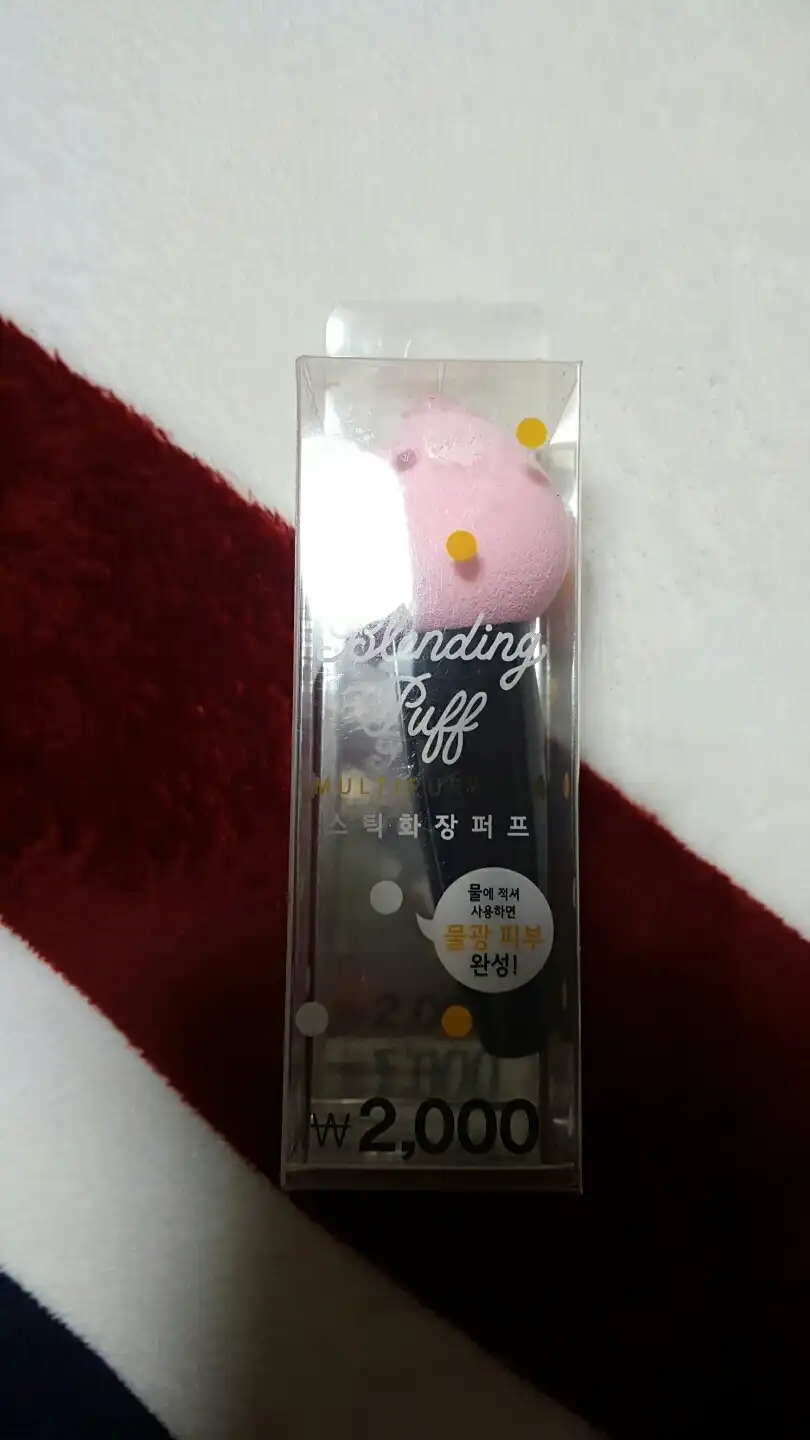 Blending
Puff
스틱화장퍼프
물에 적셔
사용하면
물광 피부
완성!
₩2,000